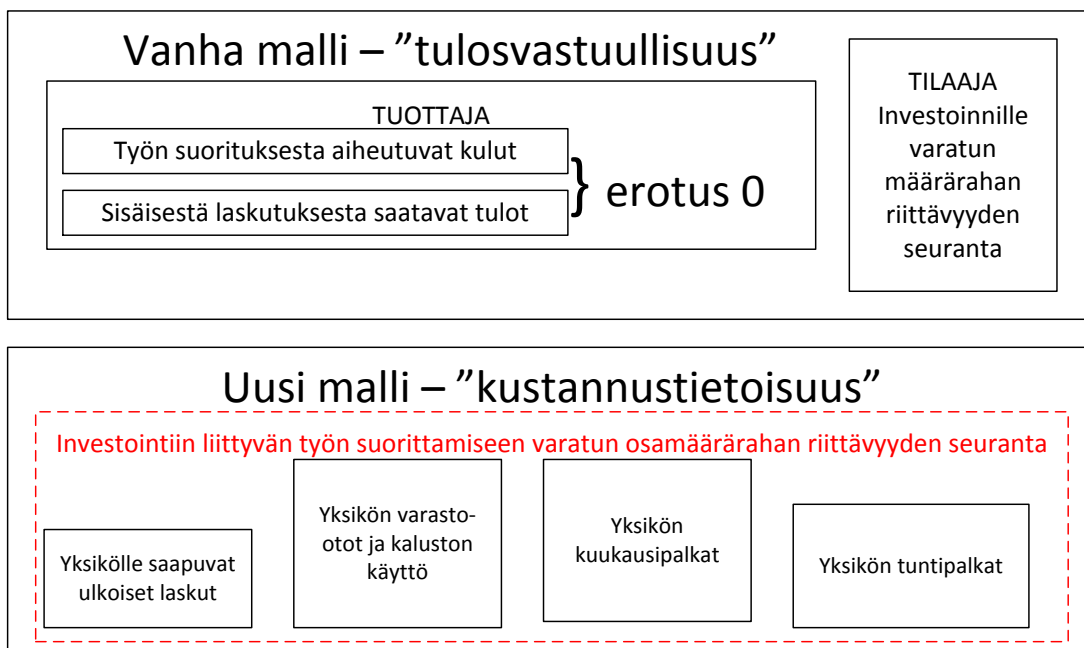 Vanha malli – ”tulosvastuullisuus”
TUOTTAJA
Työn suorituksesta aiheutuvat kulut
Sisäisestä laskutuksesta saatavat tulot
} erotus 0
TILAAJA
Investoinnille
varatun
määrärahan
riittävyyden
seuranta
Uusi malli – ”kustannustietoisuus”
Investointiin liittyvän työn suorittamiseen varatun osamäärärahan riittävyyden seuranta
Yksikölle saapuvat
ulkoiset laskut
Yksikön varasto-
otot ja kaluston
käyttö
Yksikön
kuukausipalkat
Yksikön tuntipalkat